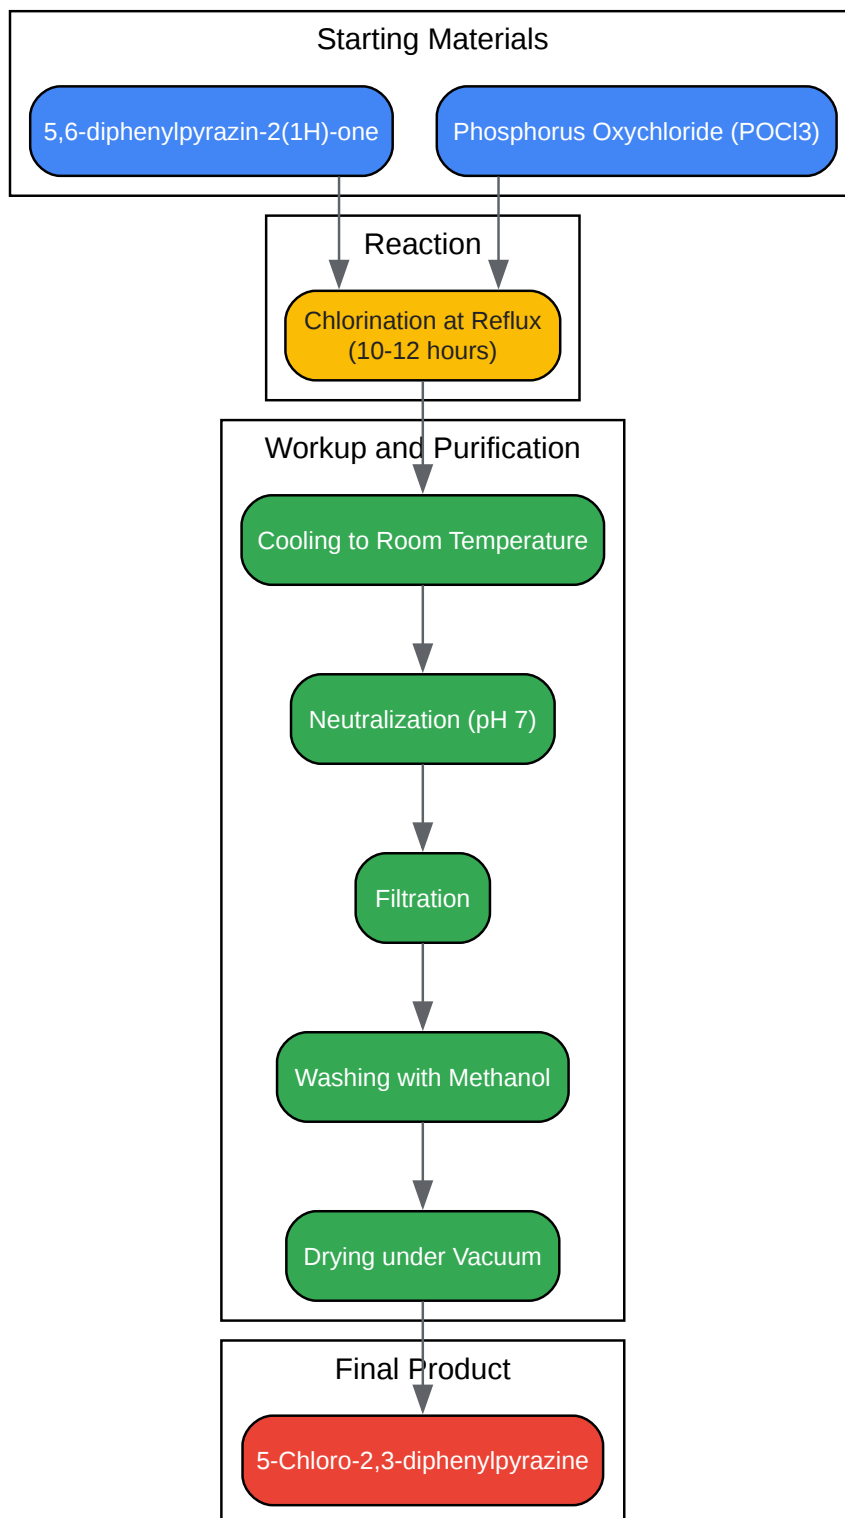 Starting Materials
5,6-diphenylpyrazin-2(1H)-one
Phosphorus Oxychloride (POCl3)
Reaction
Chlorination at Reflux
(10-12 hours)
Workup and Purification
Cooling to Room Temperature
Neutralization (pH 7)
Filtration
Washing with Methanol
Drying under Vacuum
Final Product
5-Chloro-2,3-diphenylpyrazine